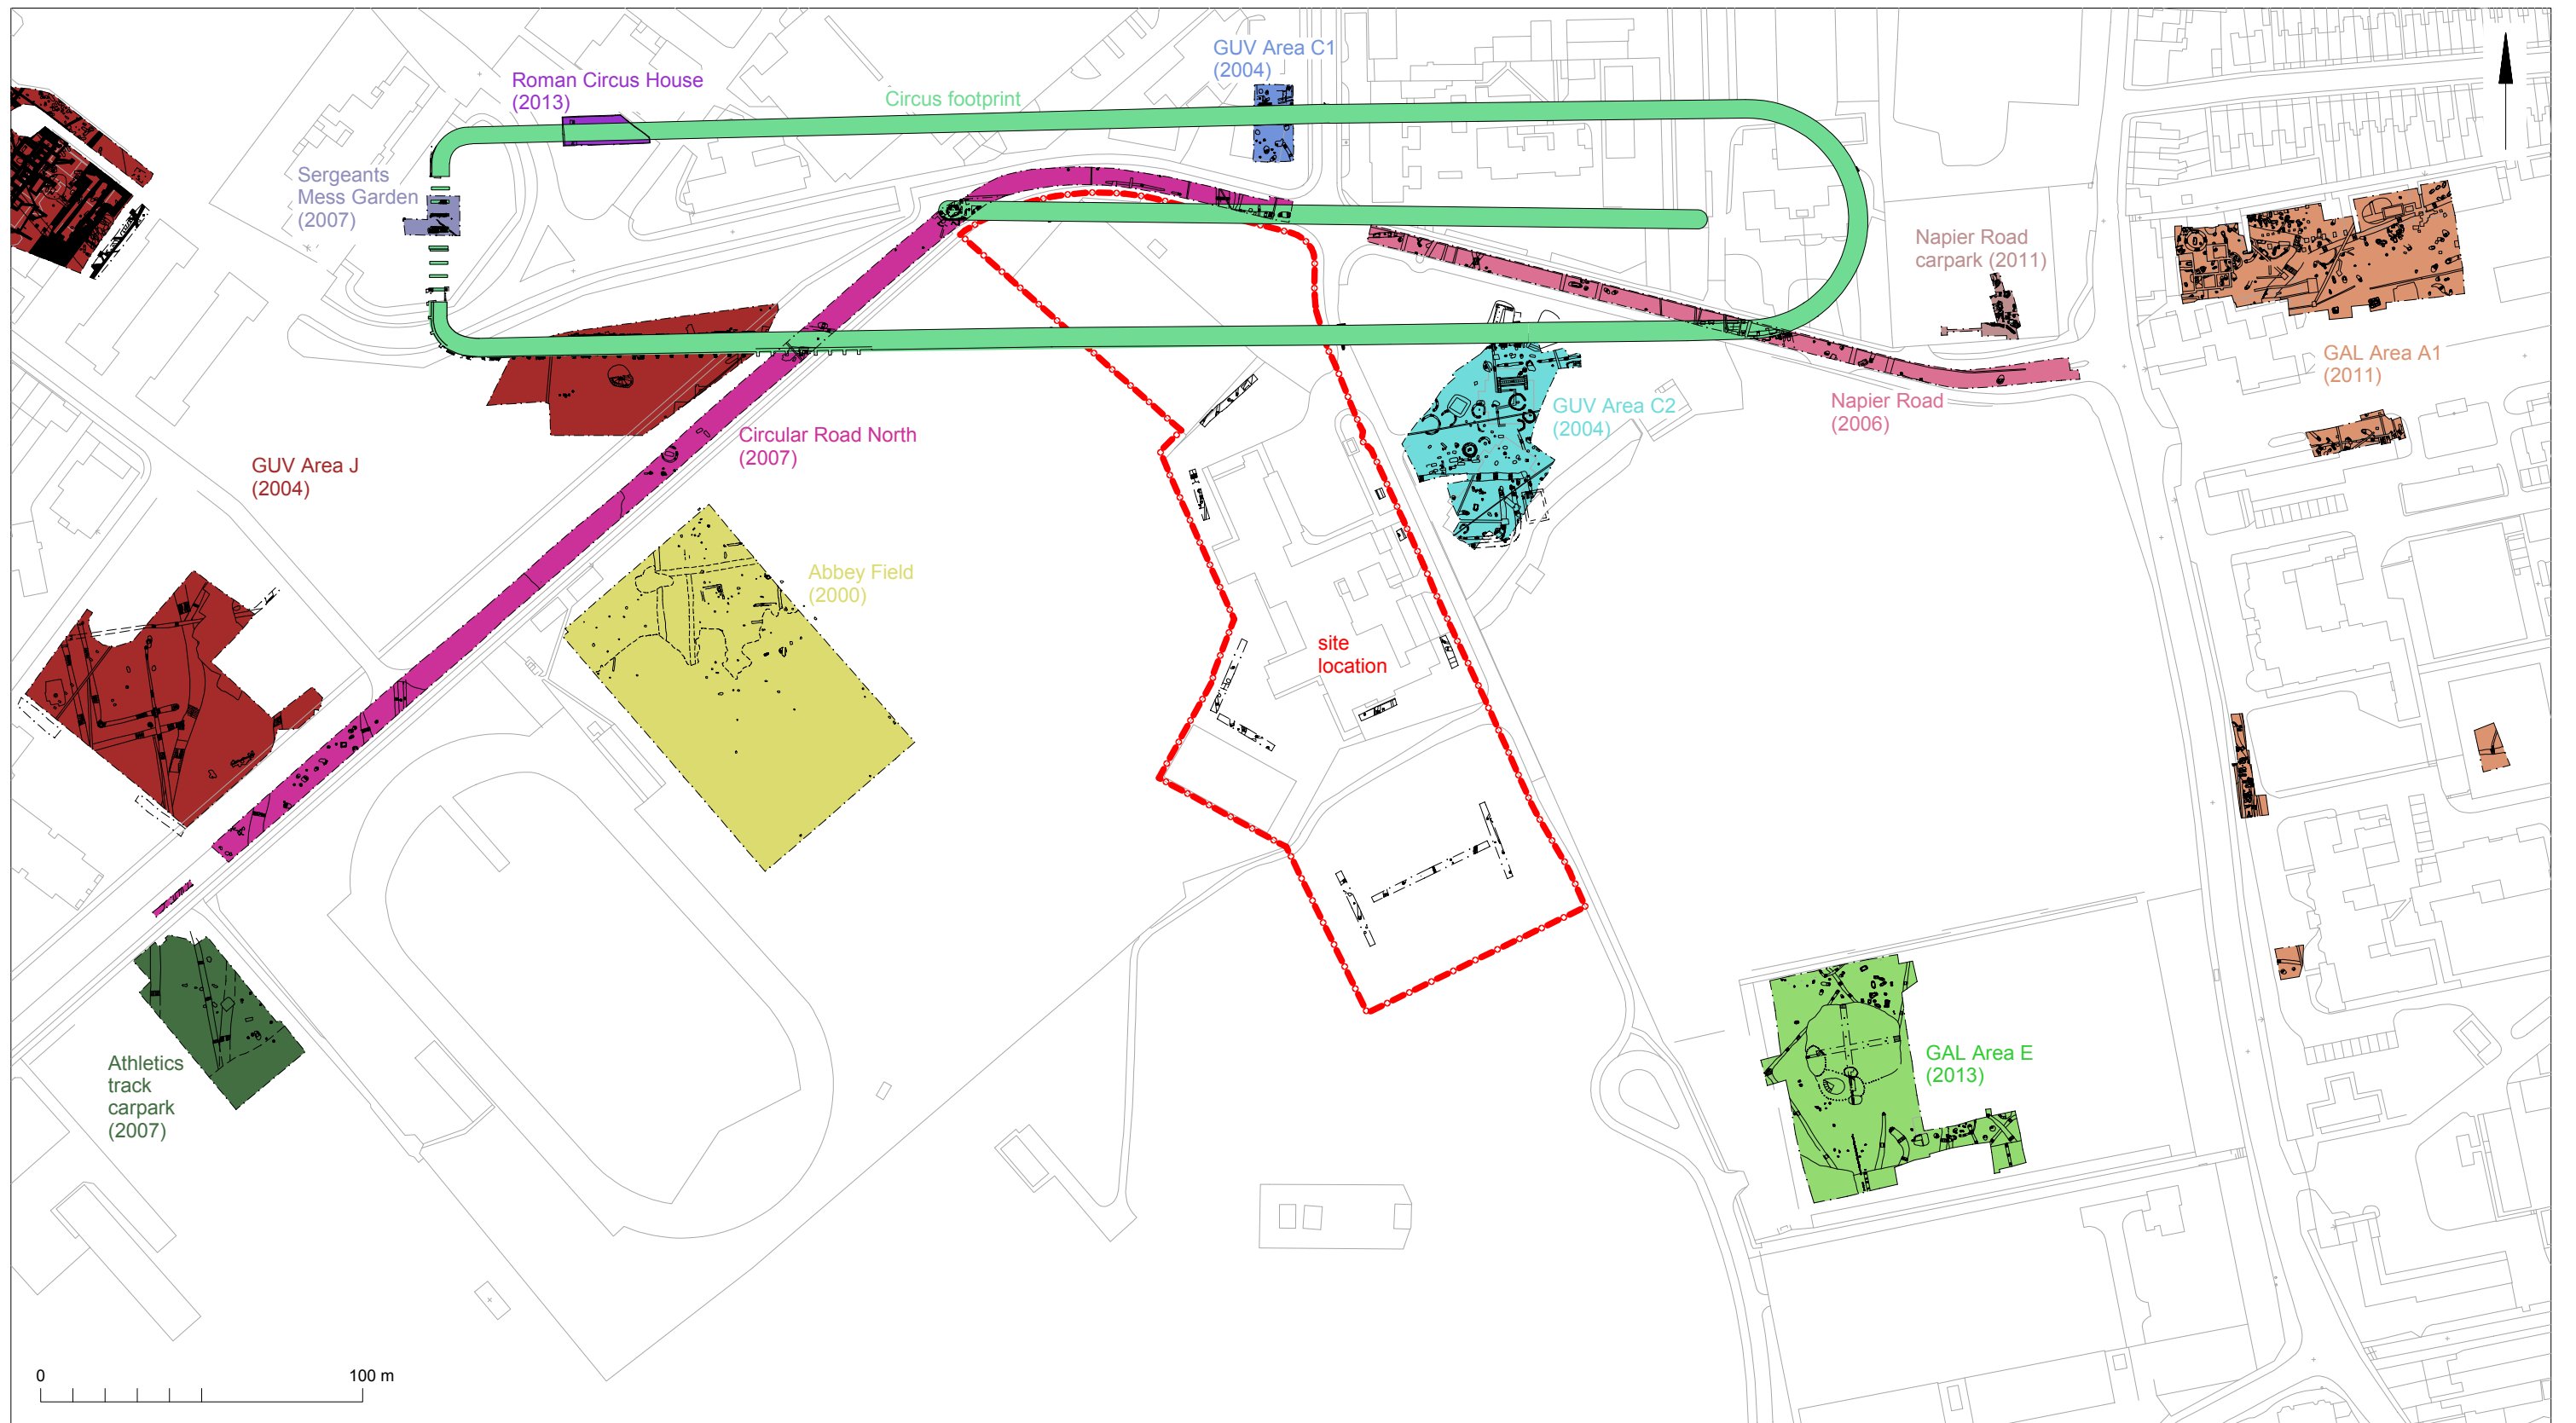 GUV Area C1
(2004)
Roman Circus House
(2013)
Circus footprint
Sergeants
Mess Garden
(2007)
Napier Road
carpark (2011)
GAL Area A1
(2011)
Napier Road
(2006)
GUV Area C2
(2004)
Circular Road North
(2007)
GUV Area J
(2004)
Abbey Field
(2000)
site
location
GAL Area E
(2013)
Athletics
track
carpark
(2007)
0
100 m